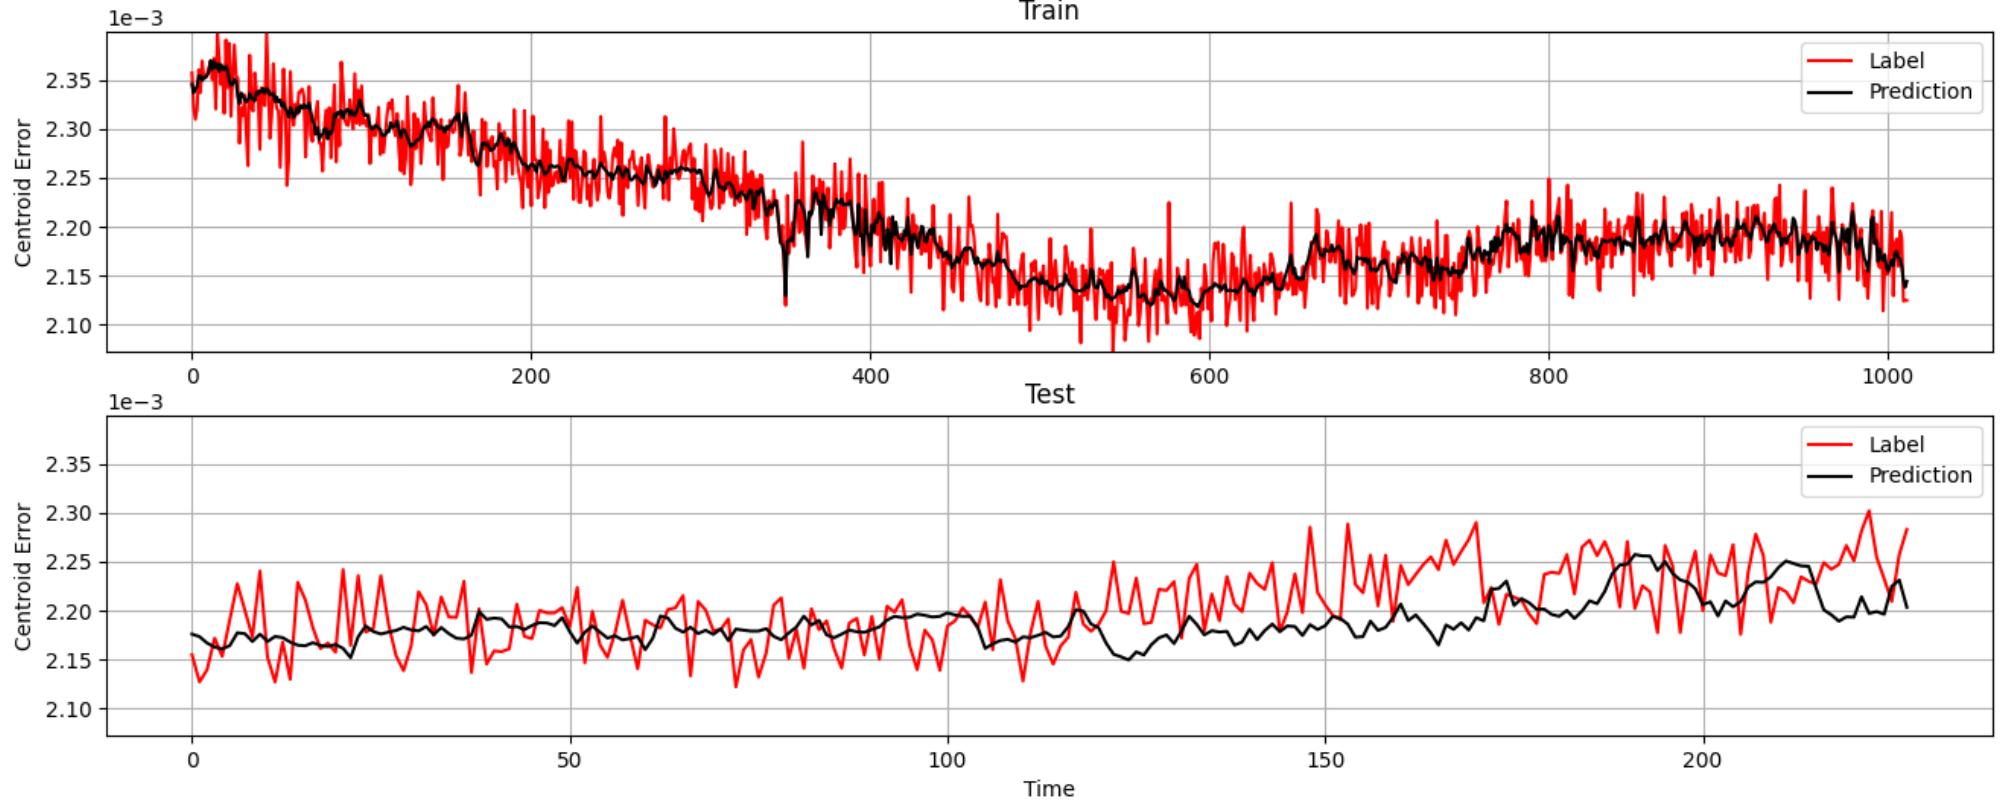 Train
1e−3
Centroid Error
2.35
2.30
2.25
2.20
2.15
2.10
Label
Prediction
0 200 400 600 800 1000
Test
1e−3
Centroid Error
2.35
2.30
2.25
2.20
2.15
2.10
Label
Prediction
0 50 100 150 200
Time